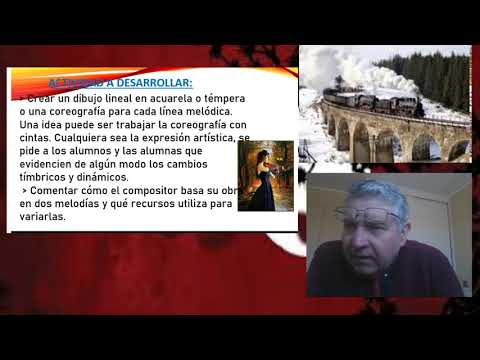 ACTIVIDAD A DESARROLLAR:
> Crear un dibujo lineal en acuarela o témpera
o una coreografía para cada línea melódica.
Una idea puede ser trabajar la coreografía con
cintas. Cualquiera sea la expresión artística, se
pide a los alumnos y las alumnas que
evidencien de algún modo los cambios
tímbricos y dinámicos.
> Comentar cómo el compositor basa su obra
en dos melodías y qué recursos utiliza para
variarlas.